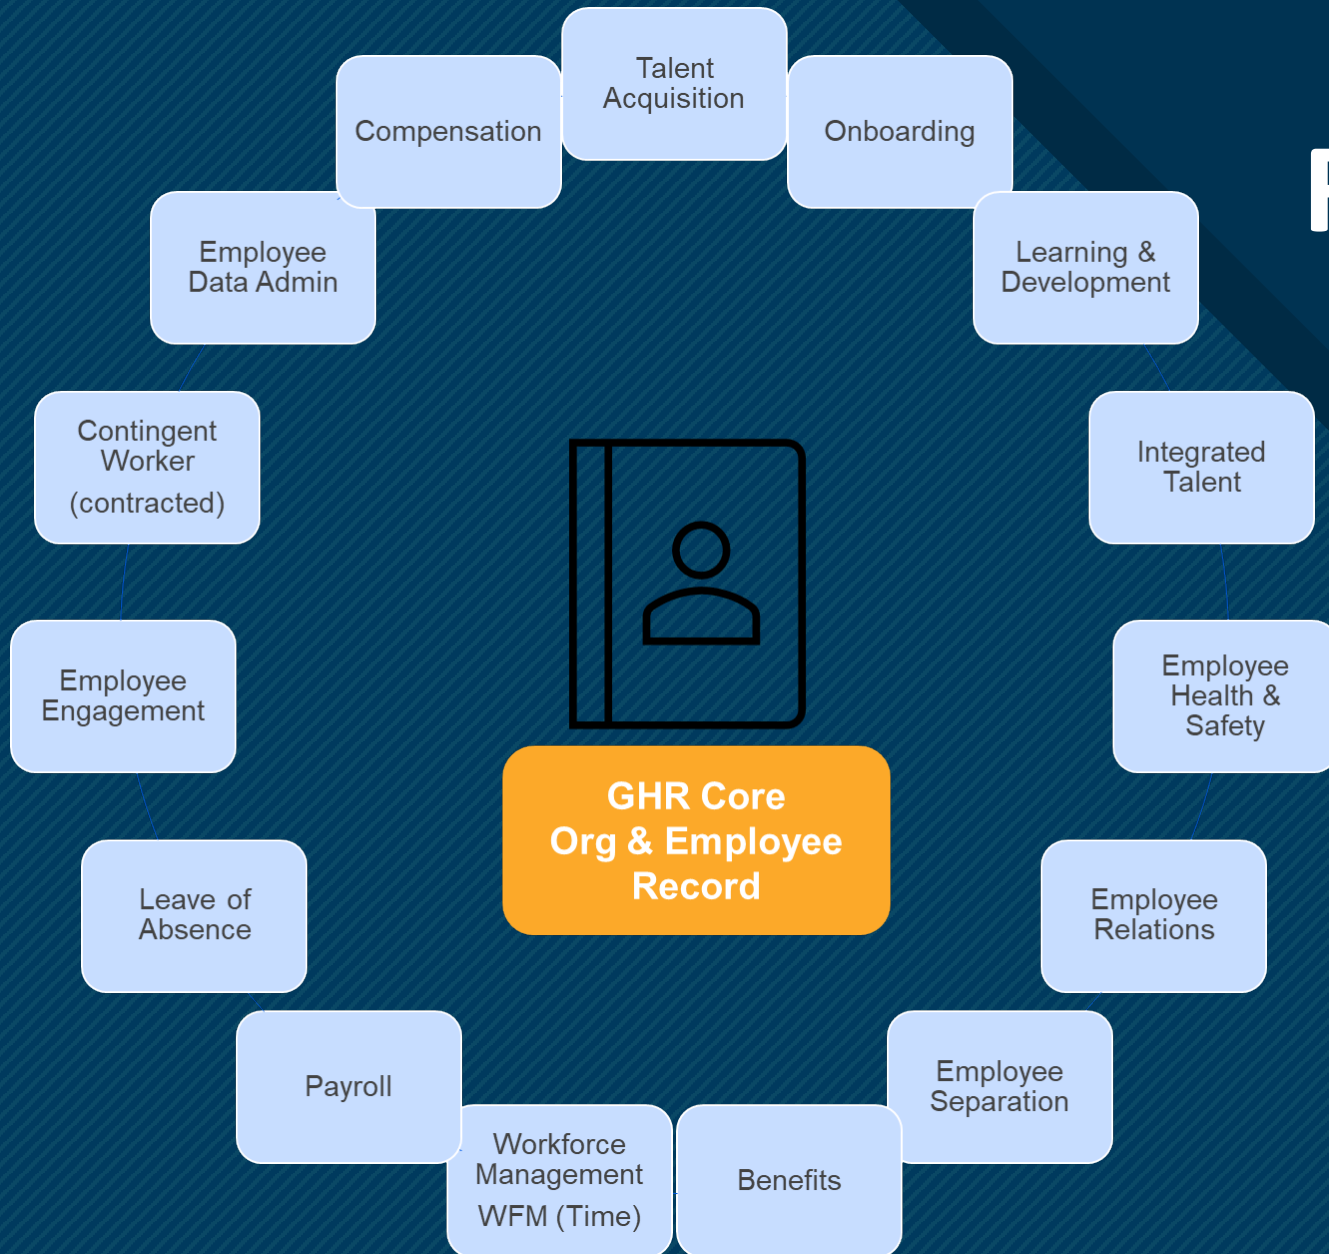 Talent
Acquisition
Onboarding
Learning &
Development
Integrated
Talent
Employee
Health &
Safety
Employee
Relations
Employee
Separation
Benefits
Workforce
Management
WFM (Time)
Payroll
Leave of
Absence
Employee
Engagement
Contingent
Worker
(contracted)
Employee
Data Admin
Compensation
GHR Core
Org & Employee
Record